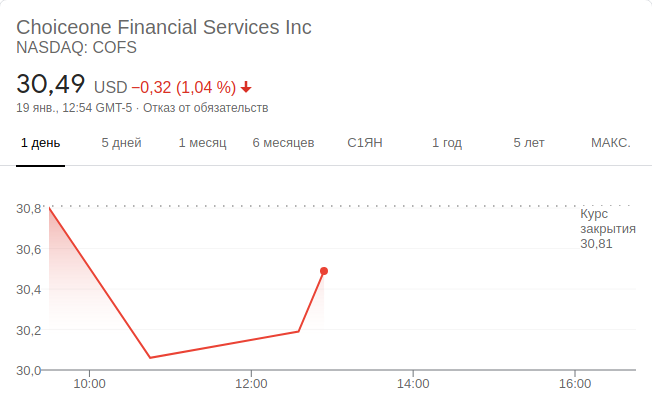 Choiceone Financial Services Inc
NASDAQ: COFS
30,49 USD −0,32 (1,04 %)
19 янв., 12:54 GMT-5 · Отказ от обязательств
1 день 5 дней 1 месяц 6 месяцев С1ЯН 1 год 5 лет МАКС.
30,8
Курс
закрытия
30,81
30,6
30,4
30,2
30,0
10:00 12:00 14:00 16:00